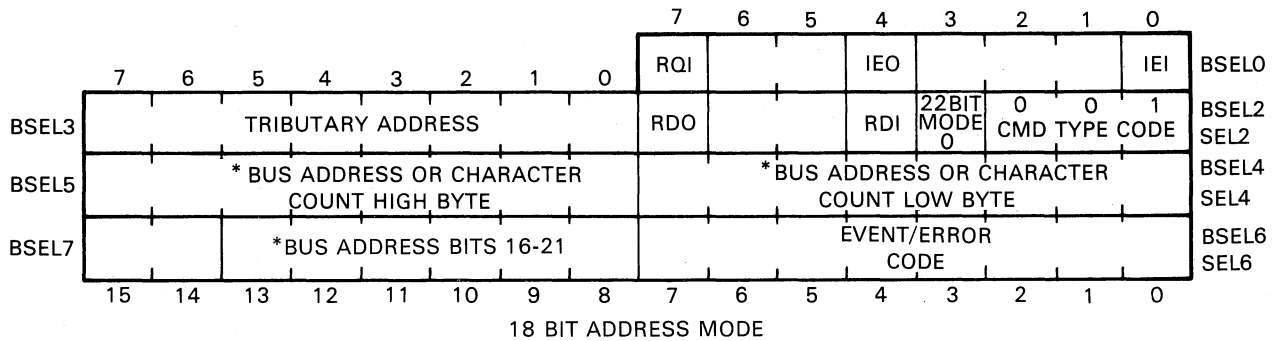 7 6 5 4 3 2 1 0
RQI IEO IEI BSEL0
7 6 5 4 3 2 1 0
BSEL3 TRIBUTARY ADDRESS RDO RDI 22BIT MODE 0 0 0 1 CMD TYPE CODE BSEL2 SEL2
BSEL5 *BUS ADDRESS OR CHARACTER COUNT HIGH BYTE *BUS ADDRESS OR CHARACTER COUNT LOW BYTE BSEL4 SEL4
BSEL7 *BUS ADDRESS BITS 16-21 EVENT/ERROR CODE BSEL6 SEL6
15 14 13 12 11 10 9 8 7 6 5 4 3 2 1 0
18 BIT ADDRESS MODE